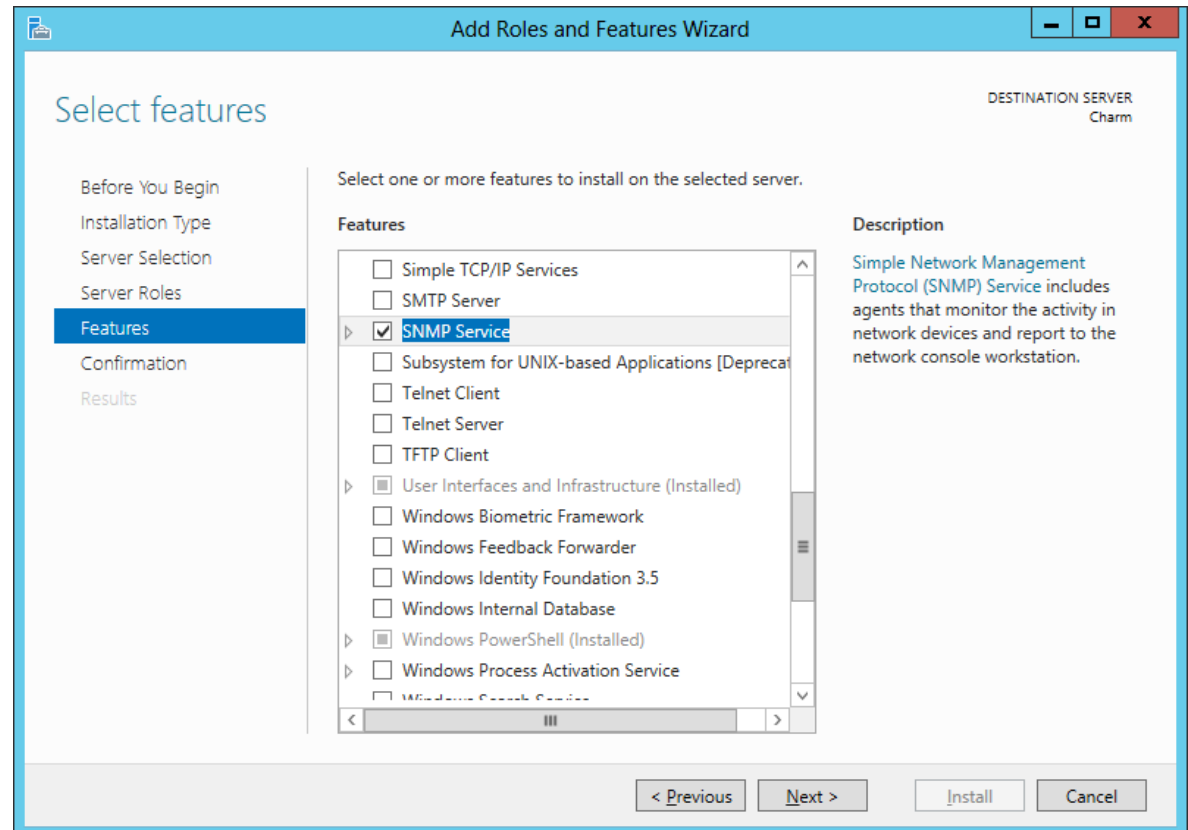 Add Roles and Features Wizard
Select features
DESTINATION SERVER
Charm
Before You Begin
Installation Type
Server Selection
Server Roles
Features
Confirmation
Results
Select one or more features to install on the selected server.
Features
Simple TCP/IP Services
SMTP Server
SNMP Service
Subsystem for UNIX-based Applications [Deprecat
Telnet Client
Telnet Server
TFTP Client
User Interfaces and Infrastructure (Installed)
Windows Biometric Framework
Windows Feedback Forwarder
Windows Identity Foundation 3.5
Windows Internal Database
Windows PowerShell (Installed)
Windows Process Activation Service
Windows Search Service
Description
Simple Network Management
Protocol (SNMP) Service includes
agents that monitor the activity in
network devices and report to the
network console workstation.
< Previous
Next >
Install
Cancel